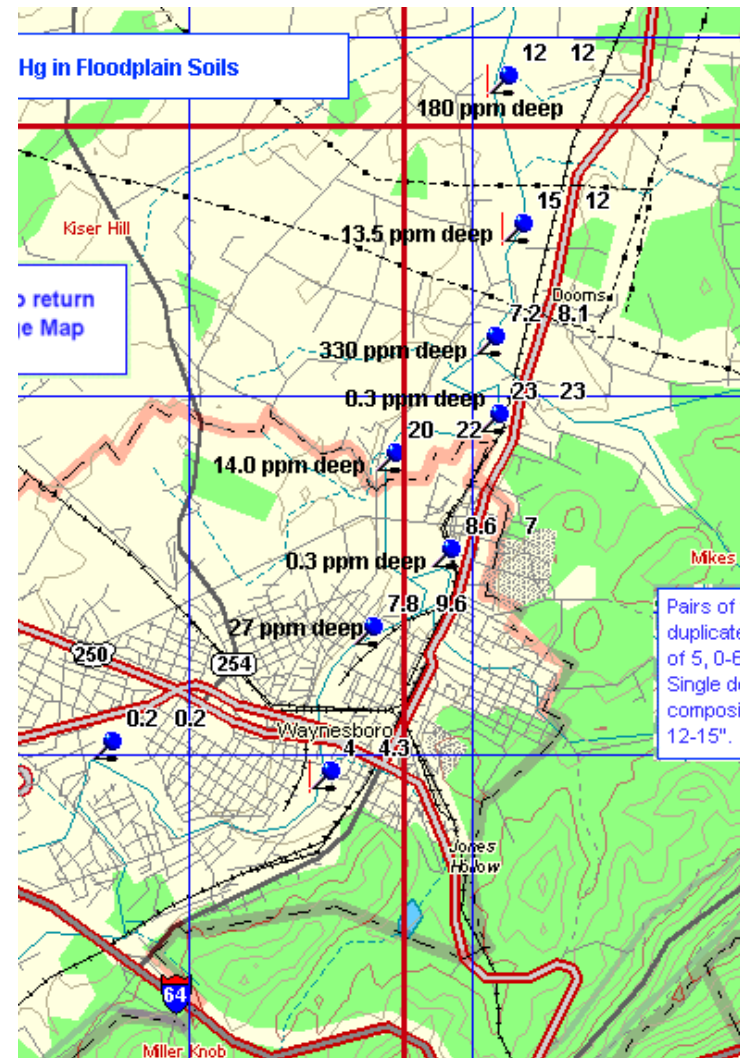 Hg in Floodplain Soils
12 12
180 ppm deep
15 12
13.5 ppm deep
Kiser Hill
return
Map
Dooms
7.2 8.1
330 ppm deep
0.3 ppm deep
23 23
20 22
14.0 ppm deep
8.6 7
0.3 ppm deep
Mikes
7.8 9.6
27 ppm deep
Pairs of
duplicate
of 5, 0-6
Single de
composi
12-15".
250
254
0.2 0.2
Waynesboro
4 4.3
Jones
Hollow
64
Miller Knob